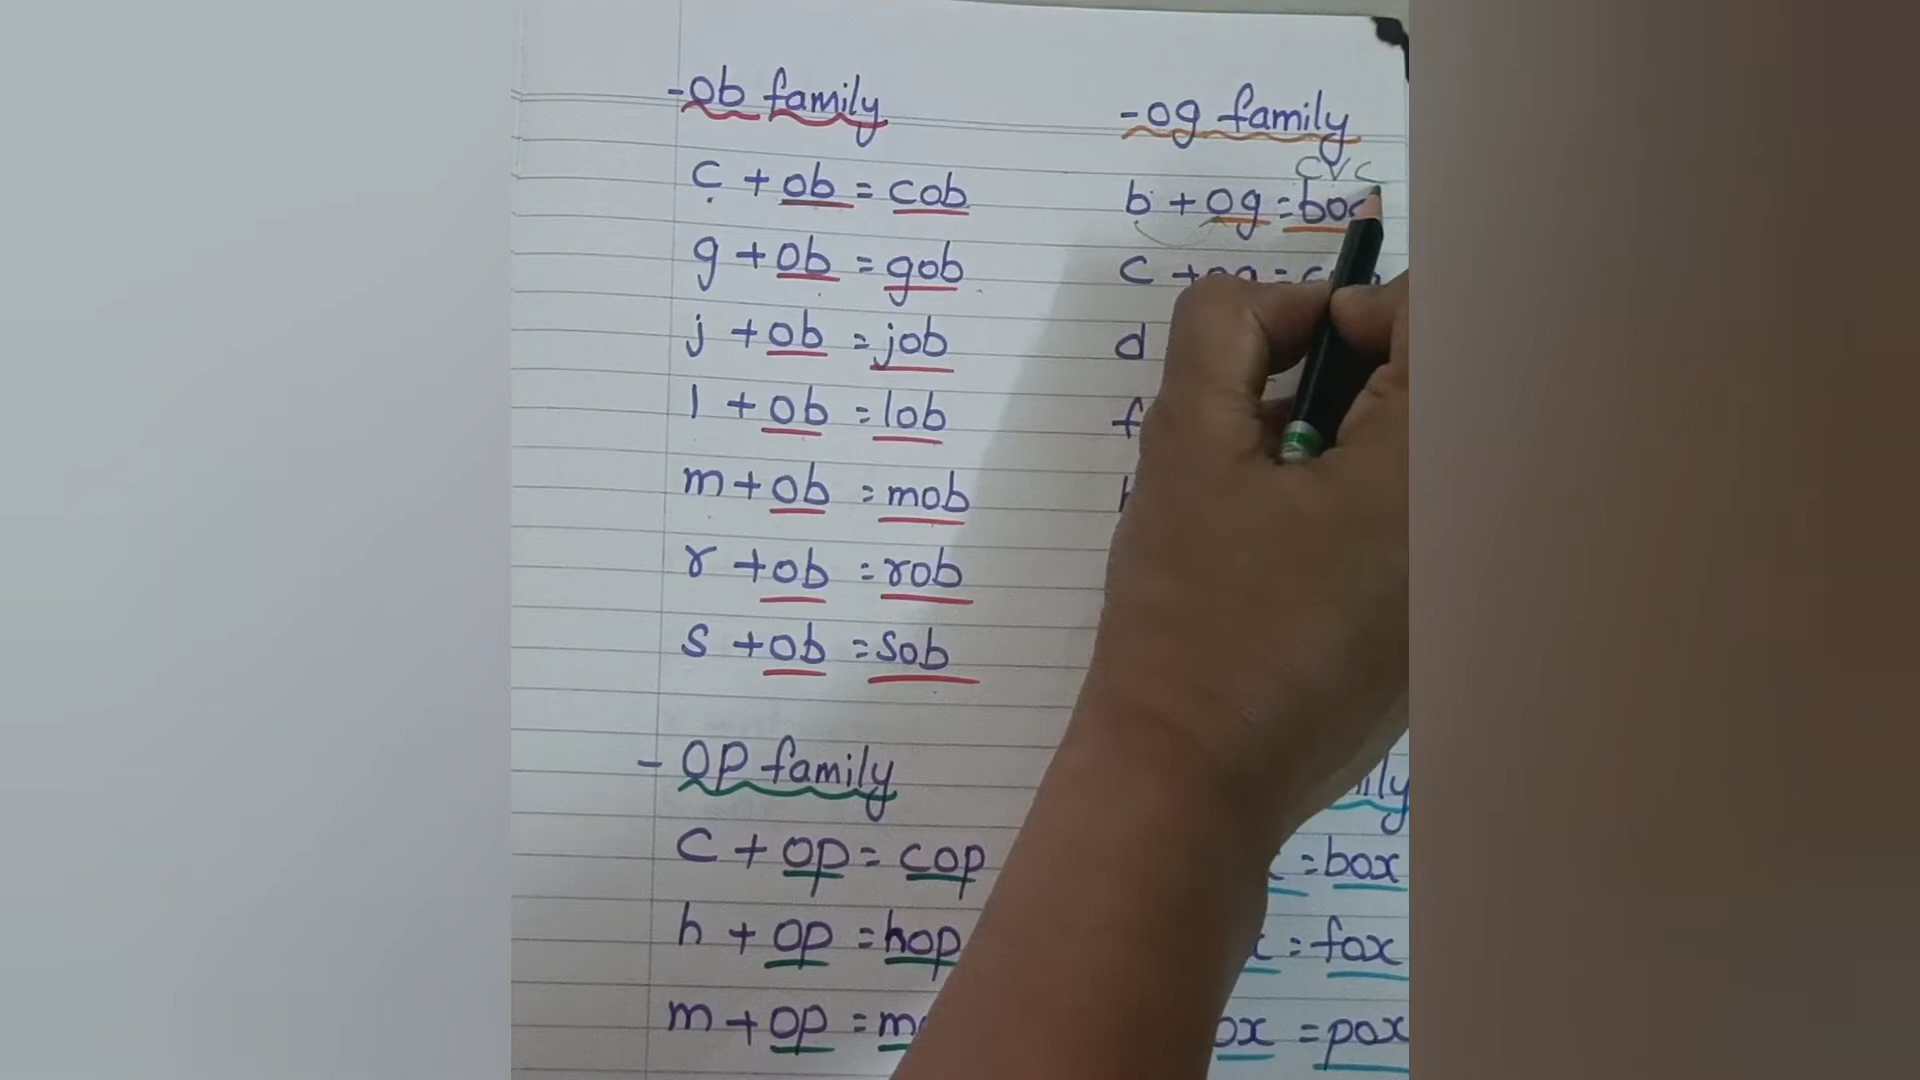 -ob family
c + ob = cob
g + ob = gob
j + ob = job
l + ob = lob
m + ob = mob
r + ob = rob
s + ob = sob
-og family
CVC
b + og =
c +
d
f
-op family
c + op = cop
h + op = hop
m + op =
= box
= fox
ox = pox